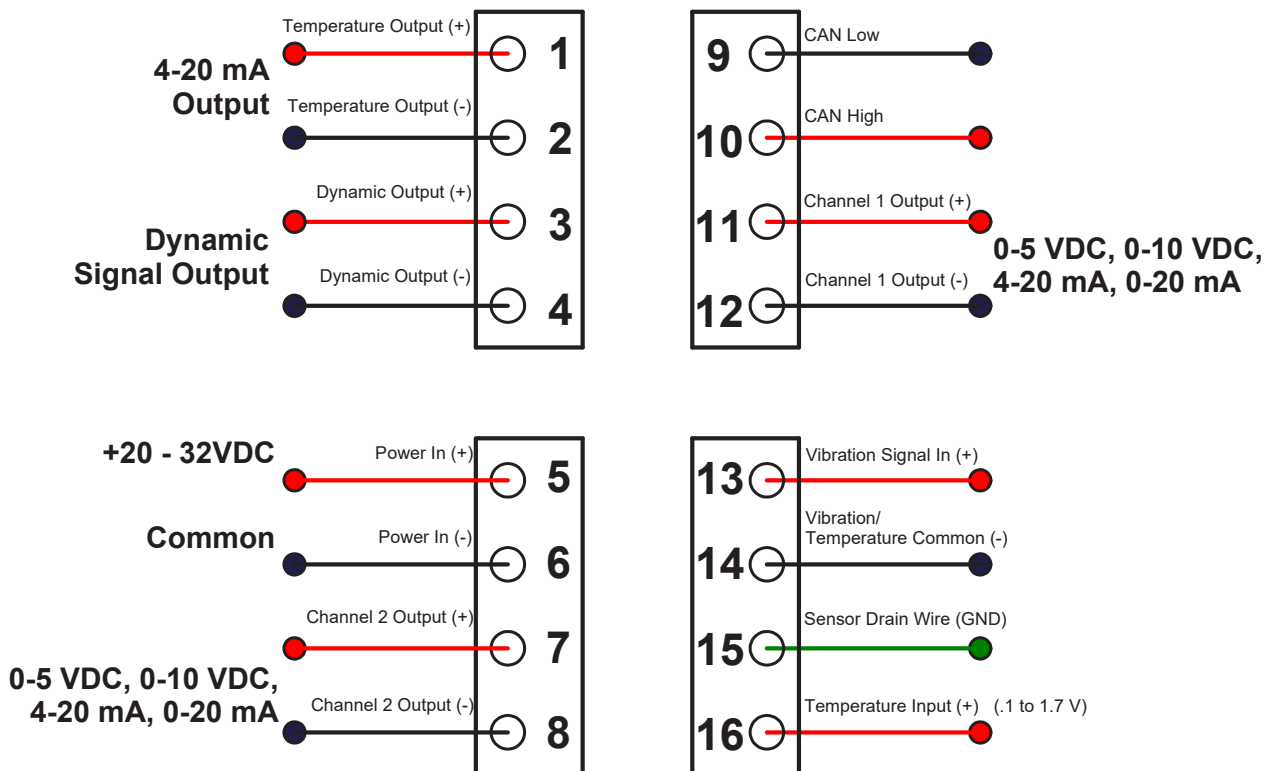 Temperature Output (+)
1
4-20 mA
Output
Temperature Output (-)
2
Dynamic Output (+)
3
Dynamic
Signal Output
Dynamic Output (-)
4
9
CAN Low
10
CAN High
11
Channel 1 Output (+)
0-5 VDC, 0-10 VDC,
4-20 mA, 0-20 mA
12
Channel 1 Output (-)
+20 - 32VDC
Power In (+)
5
Common
Power In (-)
6
Channel 2 Output (+)
7
0-5 VDC, 0-10 VDC,
4-20 mA, 0-20 mA
Channel 2 Output (-)
8
13
Vibration Signal In (+)
14
Vibration/
Temperature Common (-)
15
Sensor Drain Wire (GND)
16
Temperature Input (+) (.1 to 1.7 V)